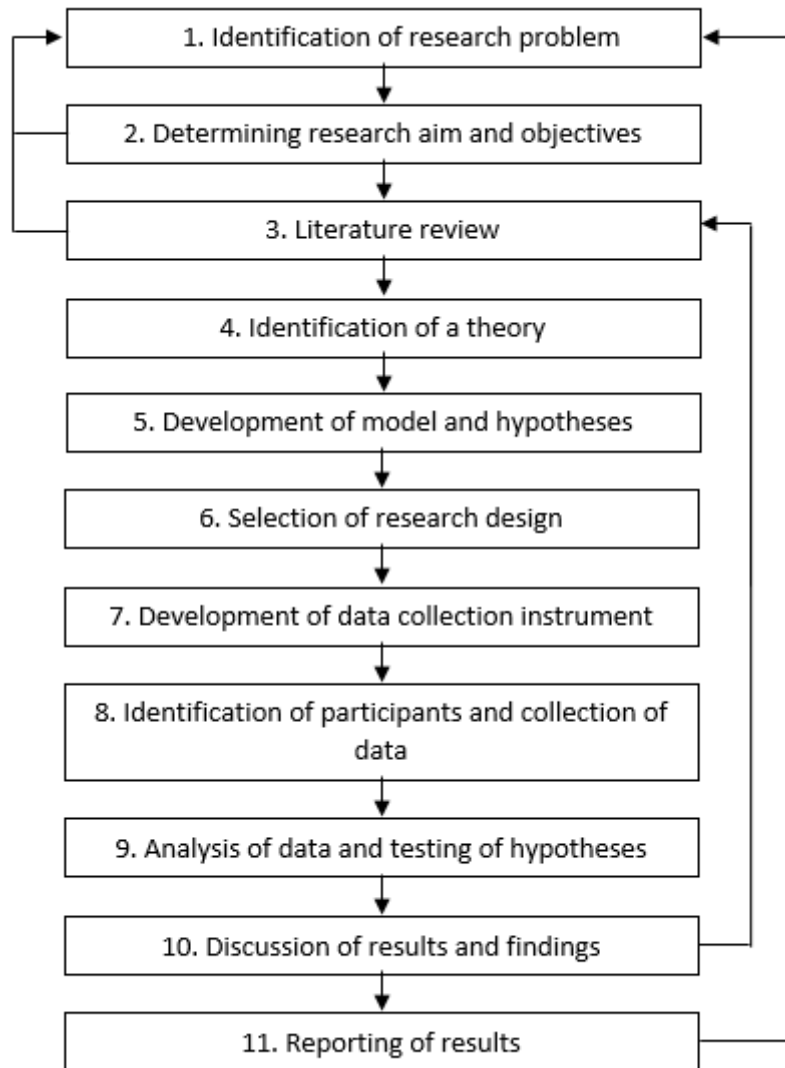 1. Identification of research problem
2. Determining research aim and objectives
3. Literature review
4. Identification of a theory
5. Development of model and hypotheses
6. Selection of research design
7. Development of data collection instrument
8. Identification of participants and collection of
data
9. Analysis of data and testing of hypotheses
10. Discussion of results and findings
11. Reporting of results